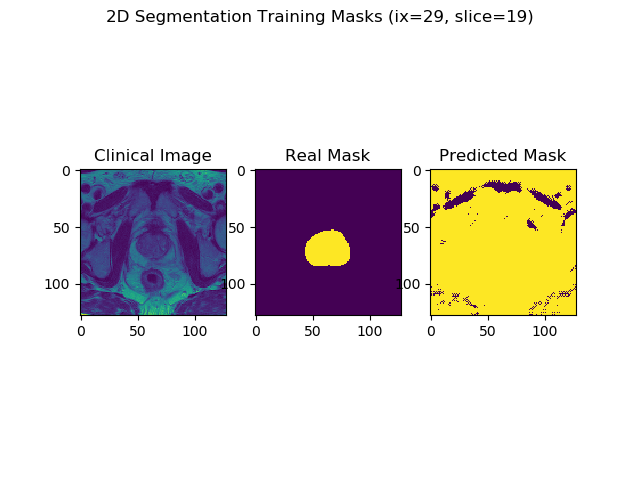 2D Segmentation Training Masks (ix=29, slice=19)
Clinical Image Real Mask Predicted Mask
0 0 0
50 50 50
100 100 100
0 50 100 0 50 100 0 50 100